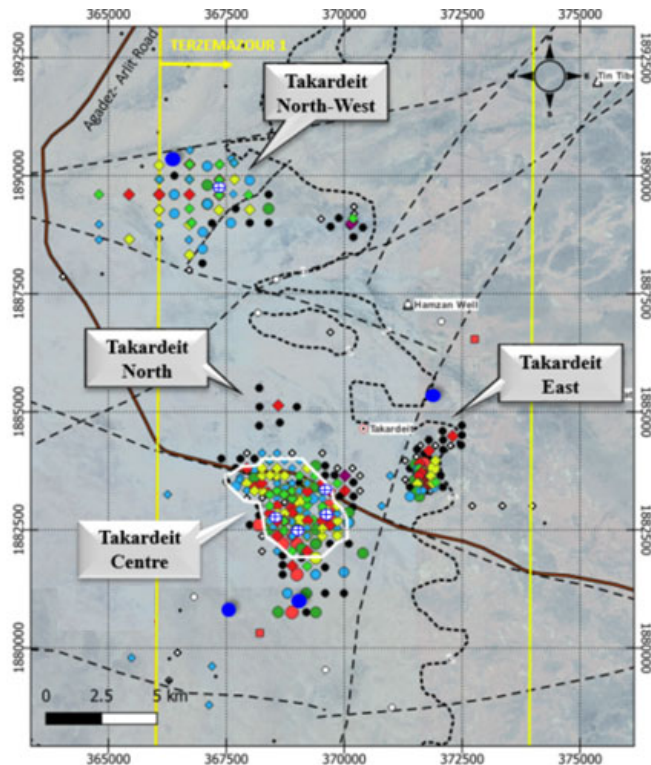 365000 367500 370000 372500 375000
TERZEMAZOUR 1
Agadez- Arlit Road
Takardeit
North-West
1892500 1892500
1890000 1890000
1887500 1887500
Hamzan Well
Takardeit
North
Takardeit
East
1885000 1885000
Takardeit
Takardeit
Centre
1882500 1882500
1880000 1880000
0 2.5 5 km
365000 367500 370000 372500 375000